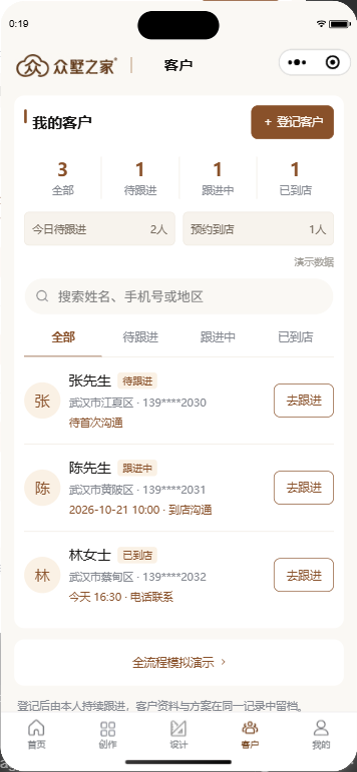 0:19
众墅之家
客户
我的客户
+ 登记客户
3 1 1 1
全部 待跟进 跟进中 已到店
今日待跟进 2人 预约到店 1人
演示数据
搜索姓名、手机号或地区
全部 待跟进 跟进中 已到店
张先生 待跟进
张
武汉市江夏区 · 139****2030
去跟进
待首次沟通
陈先生 跟进中
陈
武汉市黄陂区 · 139****2031
去跟进
2026-10-21 10:00 · 到店沟通
林女士 已到店
林
武汉市蔡甸区 · 139****2032
去跟进
今天 16:30 · 电话联系
全流程模拟演示 >
登记后由本人持续跟进，客户资料与方案在同一记录中留档。
首页 创作 设计 客户 我的